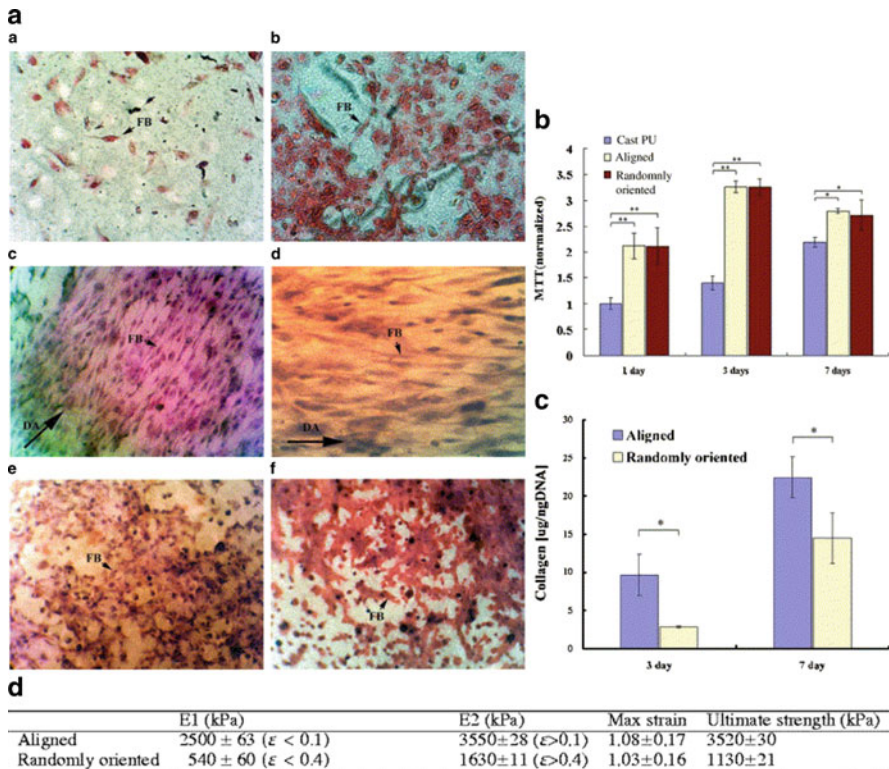 a
a
b
FB
FB
c
d
FB
DA
FB
DA
e
f
FB
FB
b
Cast PU
Aligned
Randomnly oriented
MTT(normalized)
4
3.5
3
2.5
2
1.5
1
0.5
0
**
**
**
**
*
*
1 day
3 days
7 days
c
Aligned
Randomly oriented
Collagen [ug/ngDNA]
30
25
20
15
10
5
0
*
*
3 day
7 day
d
E1 (kPa) E2 (kPa) Max strain Ultimate strength (kPa)
Aligned 2500 ± 63 (ε < 0.1) 3550±28 (ε>0.1) 1,08±0.17 3520±30
Randomly oriented 540 ± 60 (ε < 0.4) 1630±11 (ε>0.4) 1,03±0.16 1130±21